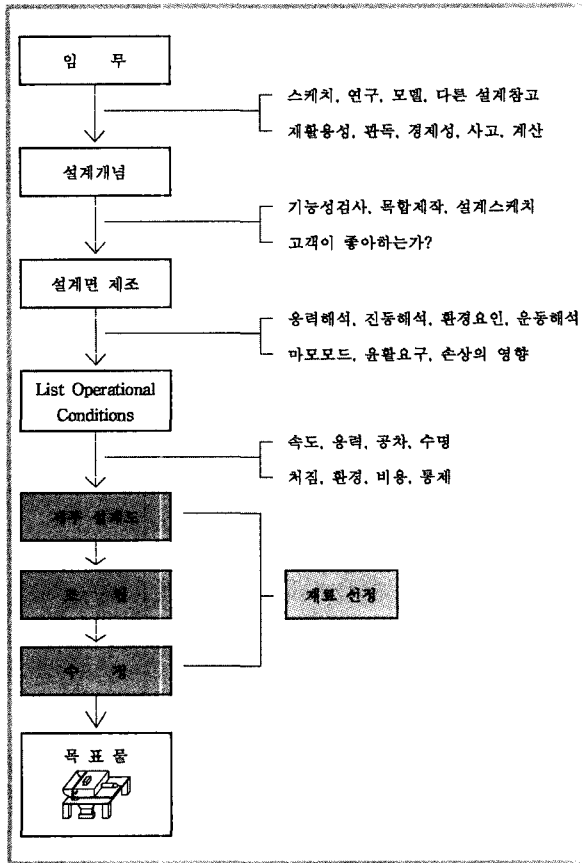 임 무
스케치, 연구, 모델, 다른 설계참고
재활용성, 판독, 경제성, 사고, 계산
설계개념
기능성검사, 목합제작, 설계스케치
고객이 좋아하는가?
설계면 제조
응력해석, 진동해석, 환경요인, 운동해석
마모모드, 윤활요구, 손상의 영향
List Operational
Conditions
속도, 응력, 공차, 수명
처짐, 환경, 비용, 통제
세부 설계도
재료 선정
수 정
목 표 물